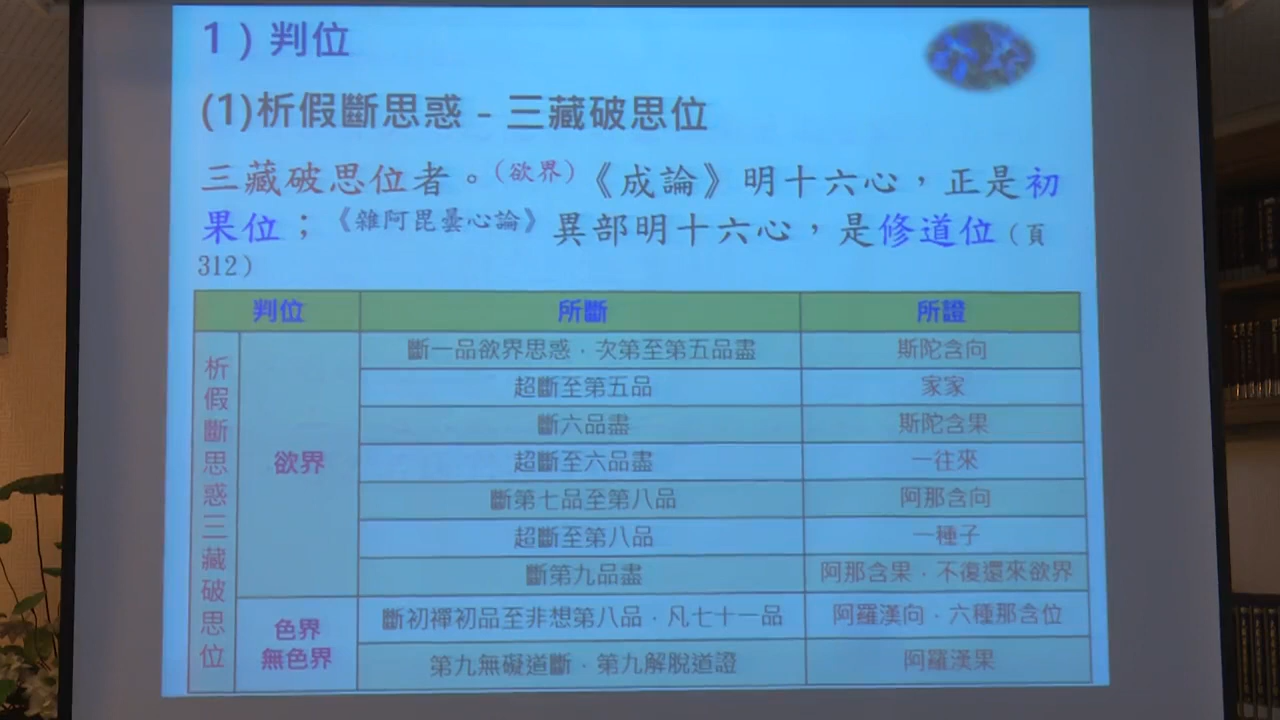 1）判位
(1)析假斷思惑－三藏破思位
三藏破思位者。（欲界）《成論》明十六心，正是初
果位；《雜阿毘曇心論》異部明十六心，是修道位（頁
312）
判位 所斷 所證
析假斷思惑三藏破思位
欲界
斷一品欲界思惑．次第至第五品盡 斯陀含向
超斷至第五品 家家
斷六品盡 斯陀含果
超斷至六品盡 一往來
斷第七品至第八品 阿那含向
超斷至第八品 一種子
斷第九品盡 阿那含果．不復還來欲界
色界
無色界
斷初禪初品至非想第八品．凡七十一品 阿羅漢向．六種那含位
第九無礙道斷．第九解脫道證 阿羅漢果